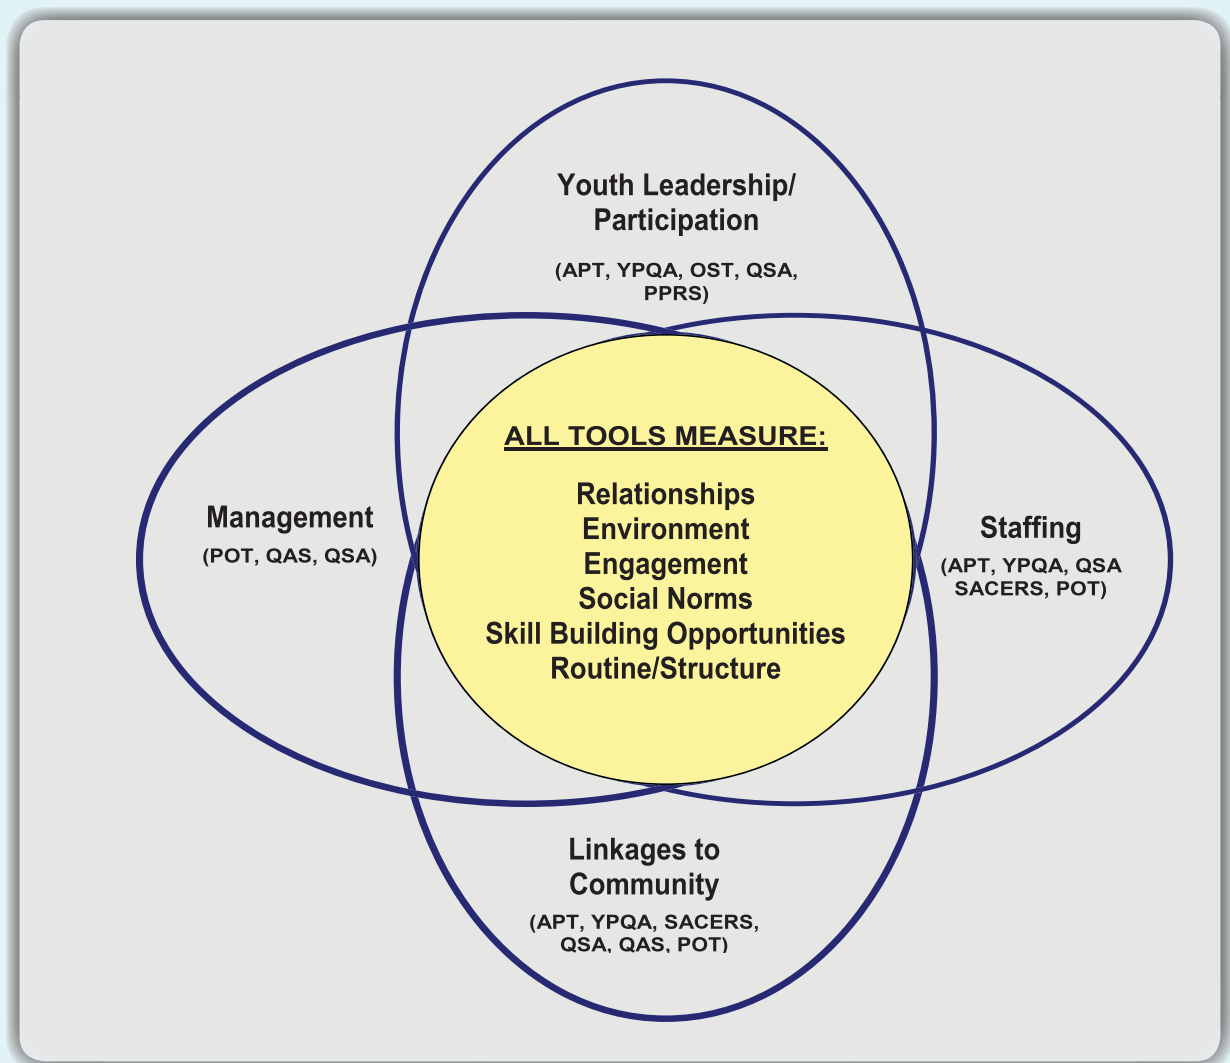 Youth Leadership/
Participation
(APT, YPQA, OST, QSA,
PPRS)
ALL TOOLS MEASURE:
Relationships
Environment
Engagement
Social Norms
Skill Building Opportunities
Routine/Structure
Management
(POT, QAS, QSA)
Staffing
(APT, YPQA, QSA
SACERS, POT)
Linkages to
Community
(APT, YPQA, SACERS,
QSA, QAS, POT)